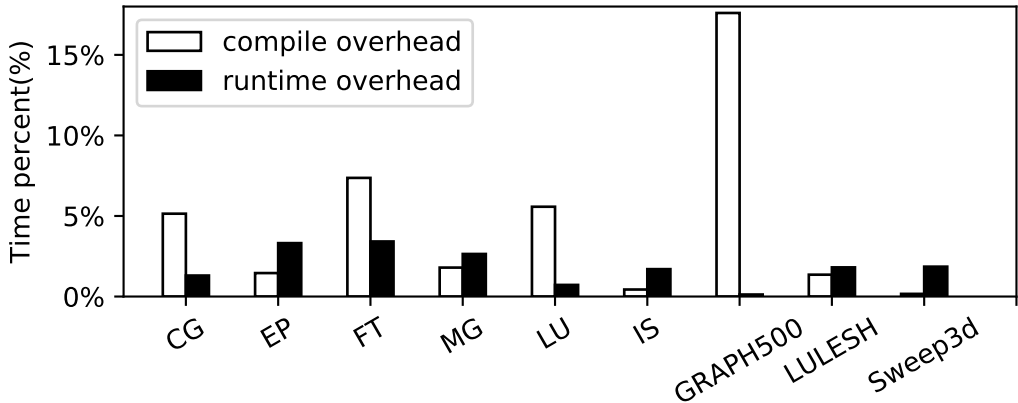 compile overhead
runtime overhead
Time percent(%)
15%
10%
5%
0%
CG
EP
FT
MG
LU
IS
GRAPH500
LULESH
Sweep3d